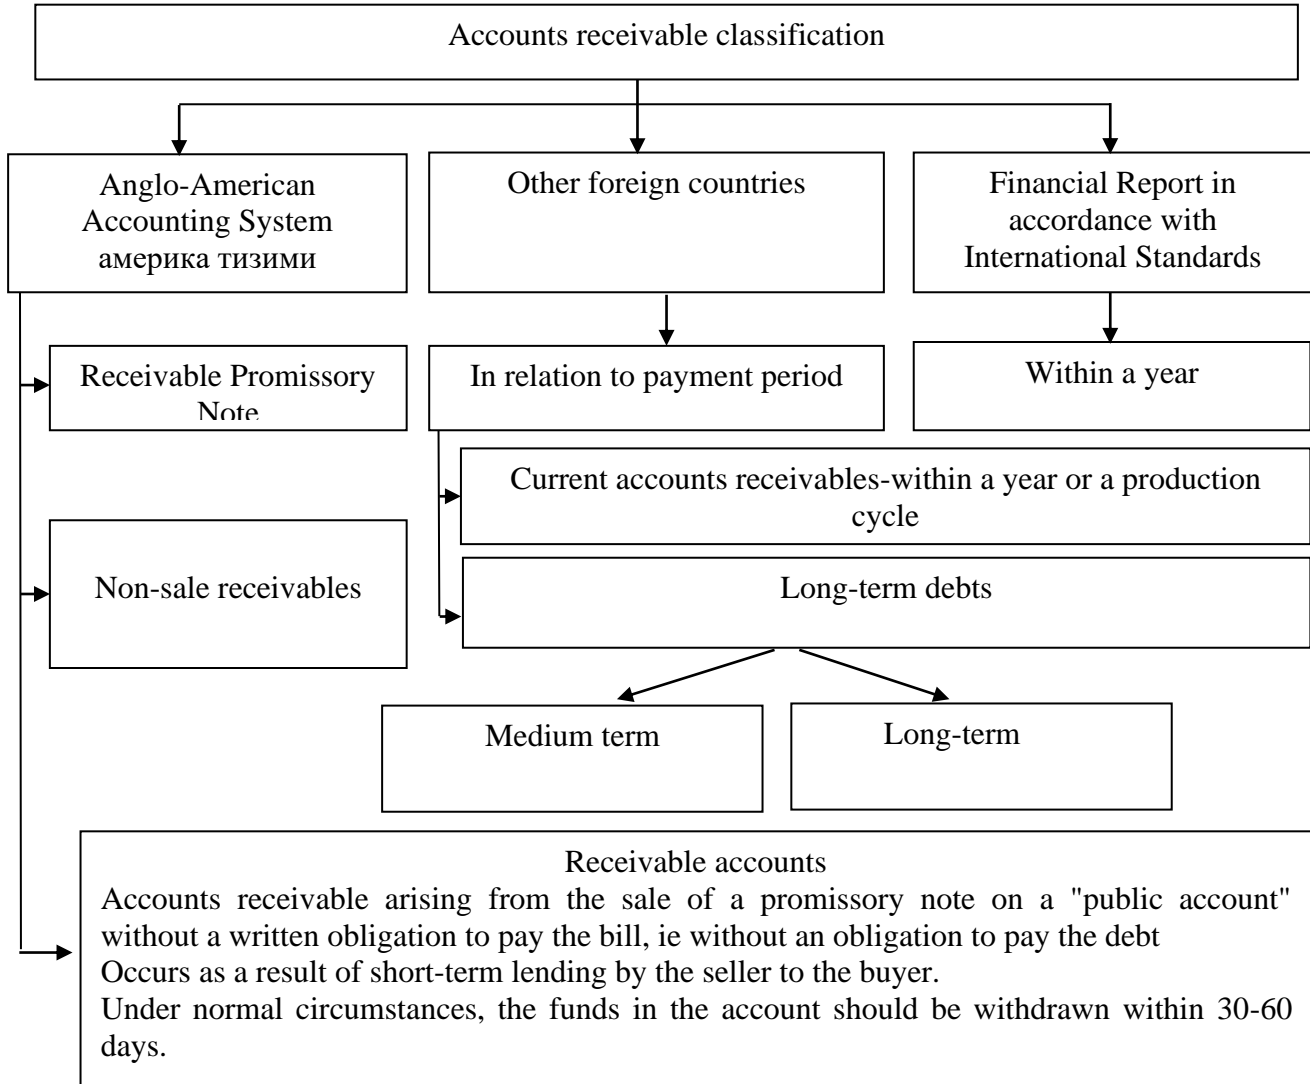 Accounts receivable classification
Anglo-American
Accounting System
америка тизими
Other foreign countries
Financial Report in
accordance with
International Standards
Receivable Promissory
Note
In relation to payment period
Within a year
Current accounts receivables-within a year or a production
cycle
Non-sale receivables
Long-term debts
Medium term
Long-term
Receivable accounts
Accounts receivable arising from the sale of a promissory note on a "public account"
without a written obligation to pay the bill, ie without an obligation to pay the debt
Occurs as a result of short-term lending by the seller to the buyer.
Under normal circumstances, the funds in the account should be withdrawn within 30-60
days.